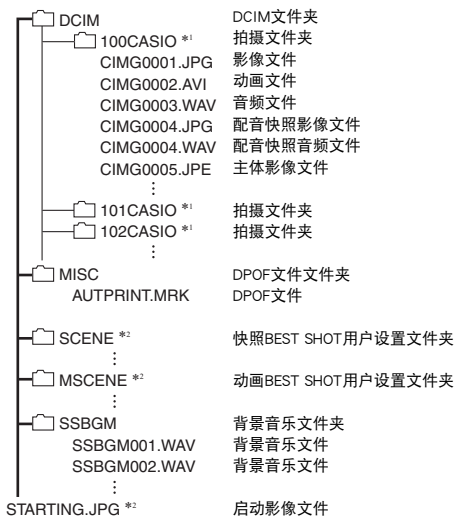 DCIM DCIM文件夹
100CASIO *1 拍摄文件夹
CIMG0001.JPG 影像文件
CIMG0002.AVI 动画文件
CIMG0003.WAV 音频文件
CIMG0004.JPG 配音快照影像文件
CIMG0004.WAV 配音快照音频文件
CIMG0005.JPE 主体影像文件
101CASIO *1 拍摄文件夹
102CASIO *1 拍摄文件夹
MISC DPOF文件文件夹
AUTPRINT.MRK DPOF文件
SCENE *2 快照BEST SHOT用户设置文件夹
MSCENE *2 动画BEST SHOT用户设置文件夹
SSBGM 背景音乐文件夹
SSBGM001.WAV 背景音乐文件
SSBGM002.WAV 背景音乐文件
STARTING.JPG *2 启动影像文件